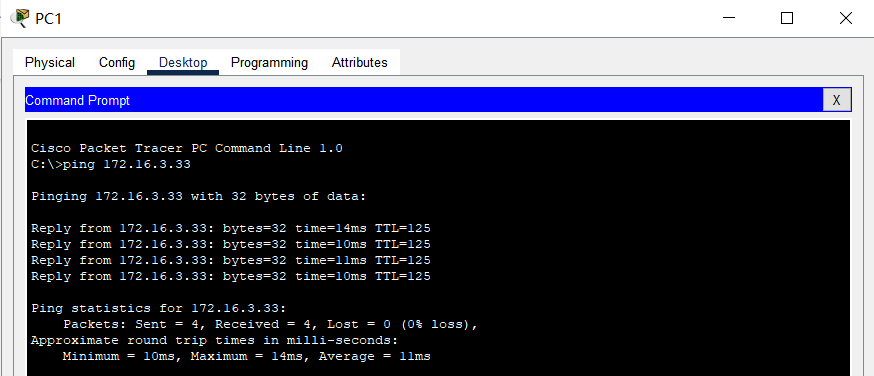 PC1
Physical Config Desktop Programming Attributes
Command Prompt X
Cisco Packet Tracer PC Command Line 1.0
C:\>ping 172.16.3.33
Pinging 172.16.3.33 with 32 bytes of data:
Reply from 172.16.3.33: bytes=32 time=14ms TTL=125
Reply from 172.16.3.33: bytes=32 time=10ms TTL=125
Reply from 172.16.3.33: bytes=32 time=11ms TTL=125
Reply from 172.16.3.33: bytes=32 time=10ms TTL=125
Ping statistics for 172.16.3.33:
Packets: Sent = 4, Received = 4, Lost = 0 (0% loss),
Approximate round trip times in milli-seconds:
Minimum = 10ms, Maximum = 14ms, Average = 11ms